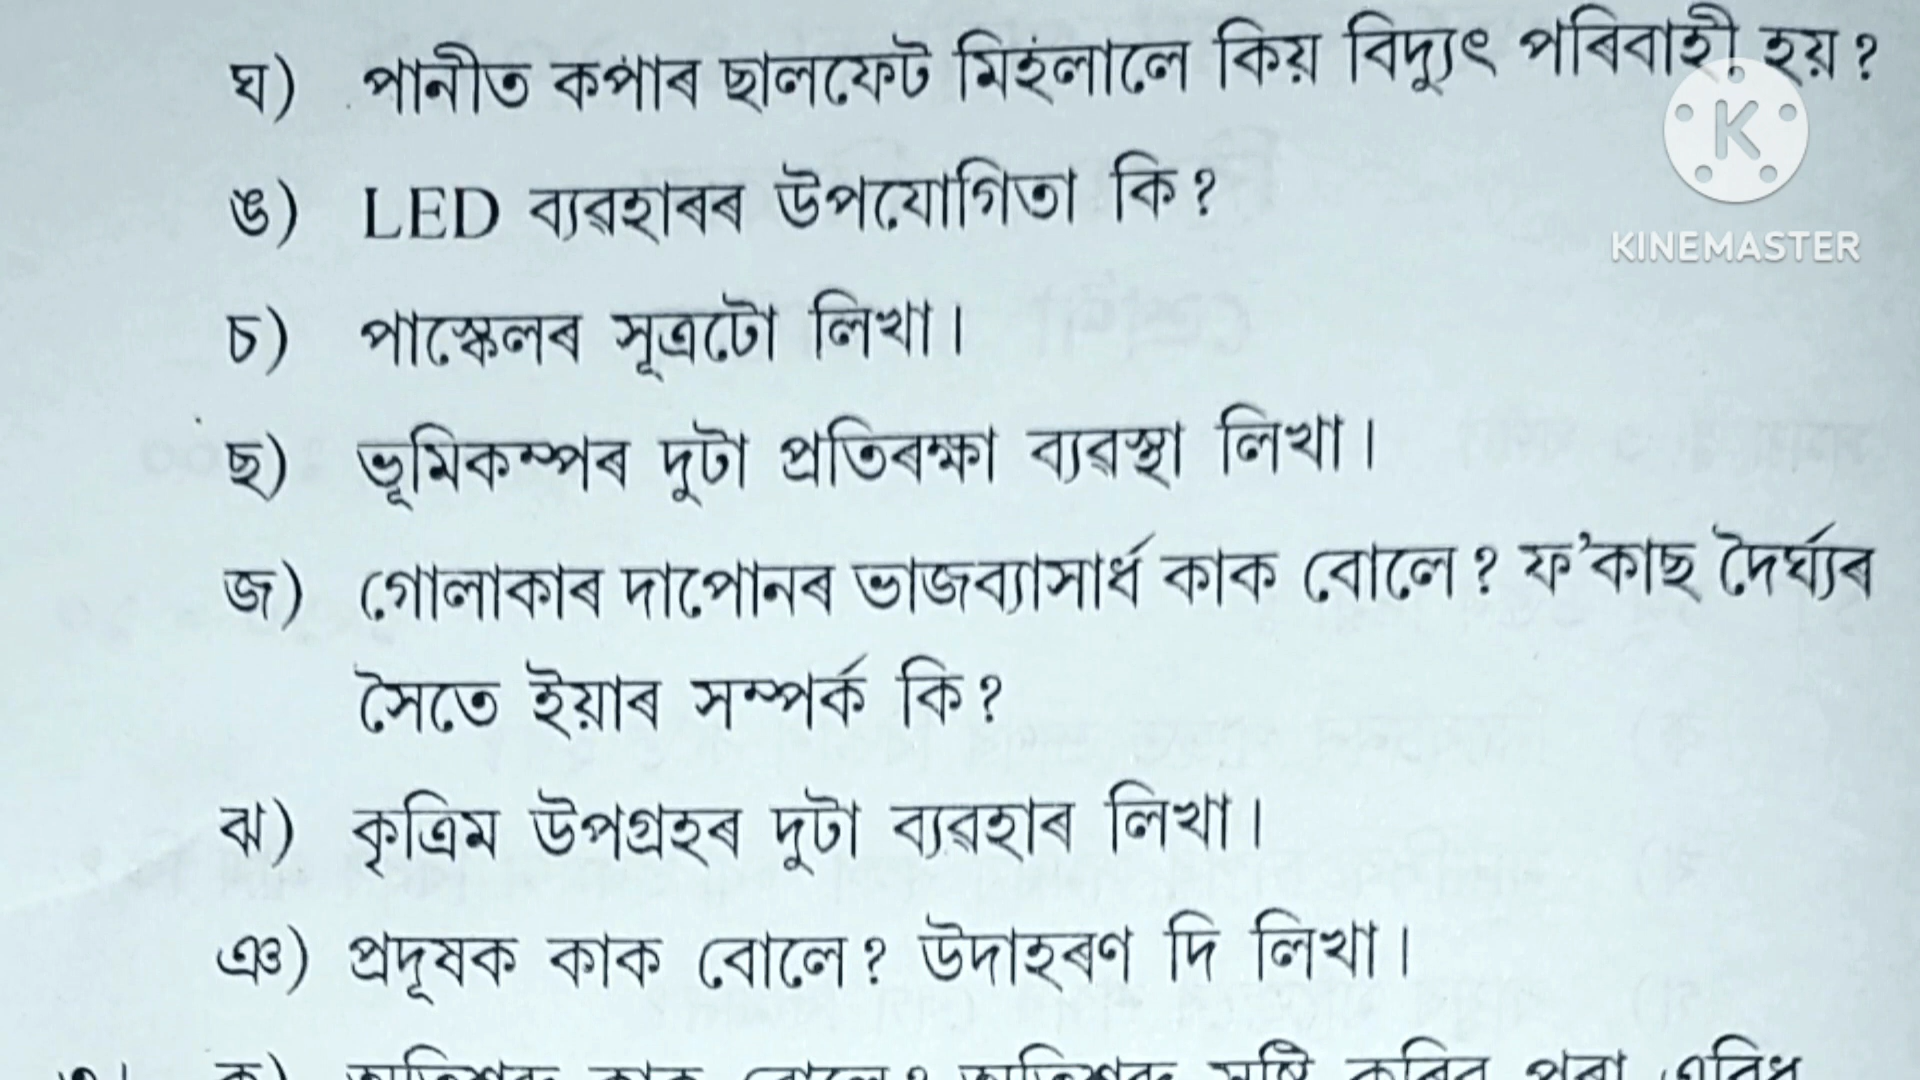 ঘ) পানীত কপাৰ ছালফেট মিহলালে কিয় বিদ্যুৎ পৰিবাহী হয়?
K
ঙ) LED ব্যৱহাৰৰ উপযোগিতা কি?
KINEMASTER
চ) পাস্কেলৰ সূত্ৰটো লিখা।
ছ) ভূমিকম্পৰ দুটা প্ৰতিৰক্ষা ব্যৱস্থা লিখা।
জ) গোলাকাৰ দাপোনৰ ভাজব্যাসাৰ্ধ কাক বোলে? ফ'কাছ দৈৰ্ঘ্যৰ
সৈতে ইয়াৰ সম্পৰ্ক কি?
ঝ) কৃত্ৰিম উপগ্ৰহৰ দুটা ব্যৱহাৰ লিখা।
ঞ) প্ৰদূষক কাক বোলে? উদাহৰণ দি লিখা।